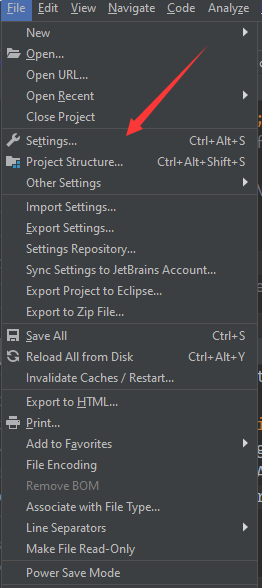 File Edit View Navigate Code Analyze
New
Open...
Open URL...
Open Recent
Close Project
Settings... Ctrl+Alt+S
Project Structure... Ctrl+Alt+Shift+S
Other Settings
Import Settings...
Export Settings...
Settings Repository...
Sync Settings to JetBrains Account...
Export Project to Eclipse...
Export to Zip File...
Save All Ctrl+S
Reload All from Disk Ctrl+Alt+Y
Invalidate Caches / Restart...
Export to HTML...
Print...
Add to Favorites
File Encoding
Remove BOM
Associate with File Type...
Line Separators
Make File Read-Only
Power Save Mode